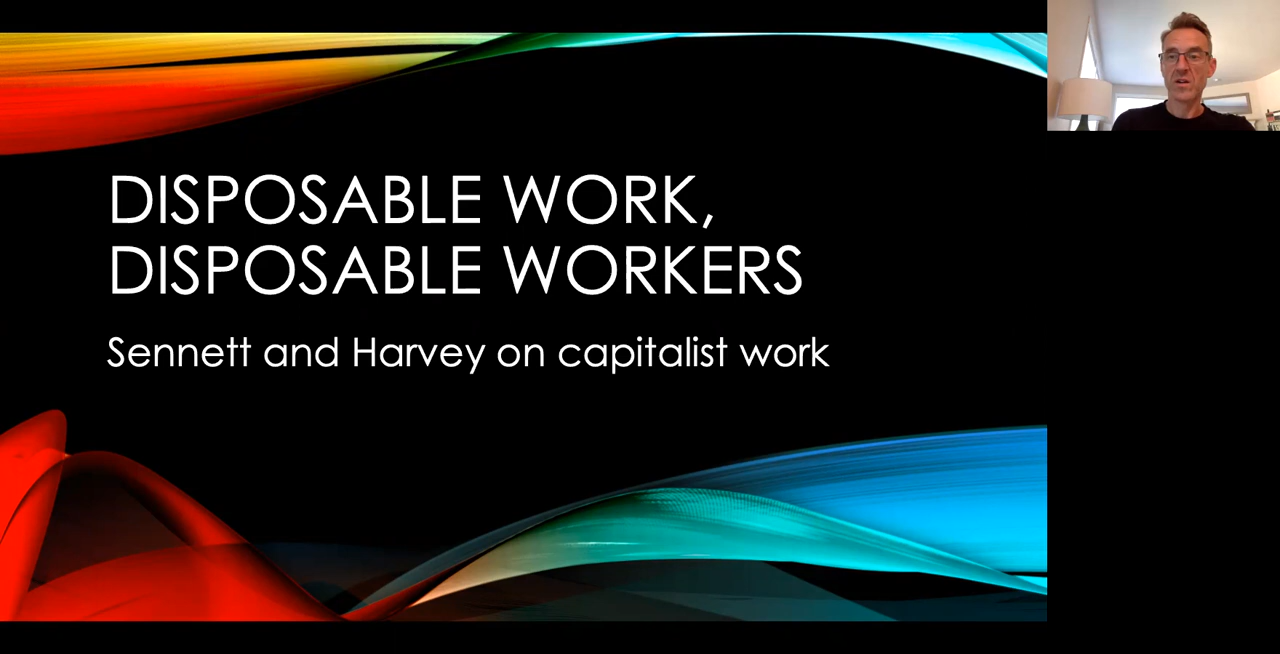 DISPOSABLE WORK,
DISPOSABLE WORKERS
Sennett and Harvey on capitalist work